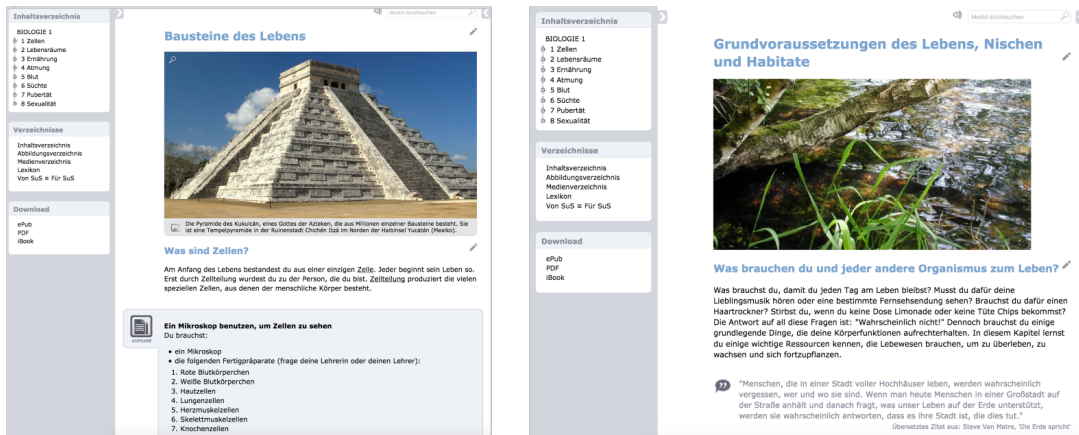 Inhaltsverzeichnis
BIOLOGIE 1
1 Zellen
2 Lebensräume
3 Ernährung
4 Atmung
5 Blut
6 Süchte
7 Pubertät
8 Sexualität
Verzeichnisse
Inhaltsverzeichnis
Abbildungsverzeichnis
Medienverzeichnis
Lexikon
Von SuS = Für SuS
Download
ePub
PDF
iBook
Modul durchsuchen
Bausteine des Lebens
Die Pyramide des Kukulcán, eines Gottes der Azteken, die aus Millionen einzelner Bausteine besteht. Sie
ist eine Tempelpyramide in der Ruinenstadt Chichén Itzá im Norden der Halbinsel Yucatán (Mexiko).
Was sind Zellen?
Am Anfang des Lebens bestandest du aus einer einzigen Zelle. Jeder beginnt sein Leben so.
Erst durch Zellteilung wurdest du zu der Person, die du bist. Zellteilung produziert die vielen
speziellen Zellen, aus denen der menschliche Körper besteht.
AUFGABE
Ein Mikroskop benutzen, um Zellen zu sehen
Du brauchst:
• ein Mikroskop
• die folgenden Fertigpräparate (frage deine Lehrerin oder deinen Lehrer):
1. Rote Blutkörperchen
2. Weiße Blutkörperchen
3. Hautzellen
4. Lungenzellen
5. Herzmuskelzellen
6. Skelettmuskelzellen
7. Knochenzellen
Inhaltsverzeichnis
BIOLOGIE 1
1 Zellen
2 Lebensräume
3 Ernährung
4 Atmung
5 Blut
6 Süchte
7 Pubertät
8 Sexualität
Verzeichnisse
Inhaltsverzeichnis
Abbildungsverzeichnis
Medienverzeichnis
Lexikon
Von SuS = Für SuS
Download
ePub
PDF
iBook
Modul durchsuchen
Grundvoraussetzungen des Lebens, Nischen
und Habitate
Was brauchen du und jeder andere Organismus zum Leben?
Was brauchst du, damit du jeden Tag am Leben bleibst? Musst du dafür deine
Lieblingsmusik hören oder eine bestimmte Fernsehsendung sehen? Brauchst du dafür einen
Haartrockner? Stirbst du, wenn du keine Dose Limonade oder keine Tüte Chips bekommst?
Die Antwort auf all diese Fragen ist: "Wahrscheinlich nicht!" Dennoch brauchst du einige
grundlegende Dinge, die deine Körperfunktionen aufrechterhalten. In diesem Kapitel lernst
du einige wichtige Ressourcen kennen, die Lebewesen brauchen, um zu überleben, zu
wachsen und sich fortzupflanzen.
"Menschen, die in einer Stadt voller Hochhäuser leben, werden wahrscheinlich
vergessen, wer und wo sie sind. Wenn man heute Menschen in einer Großstadt auf
der Straße anhält und danach fragt, was unser Leben auf der Erde unterstützt,
werden sie wahrscheinlich antworten, dass es ihre Stadt ist, die dies tut."
Übersetztes Zitat aus: Steve Van Matre, 'Die Erde spricht'